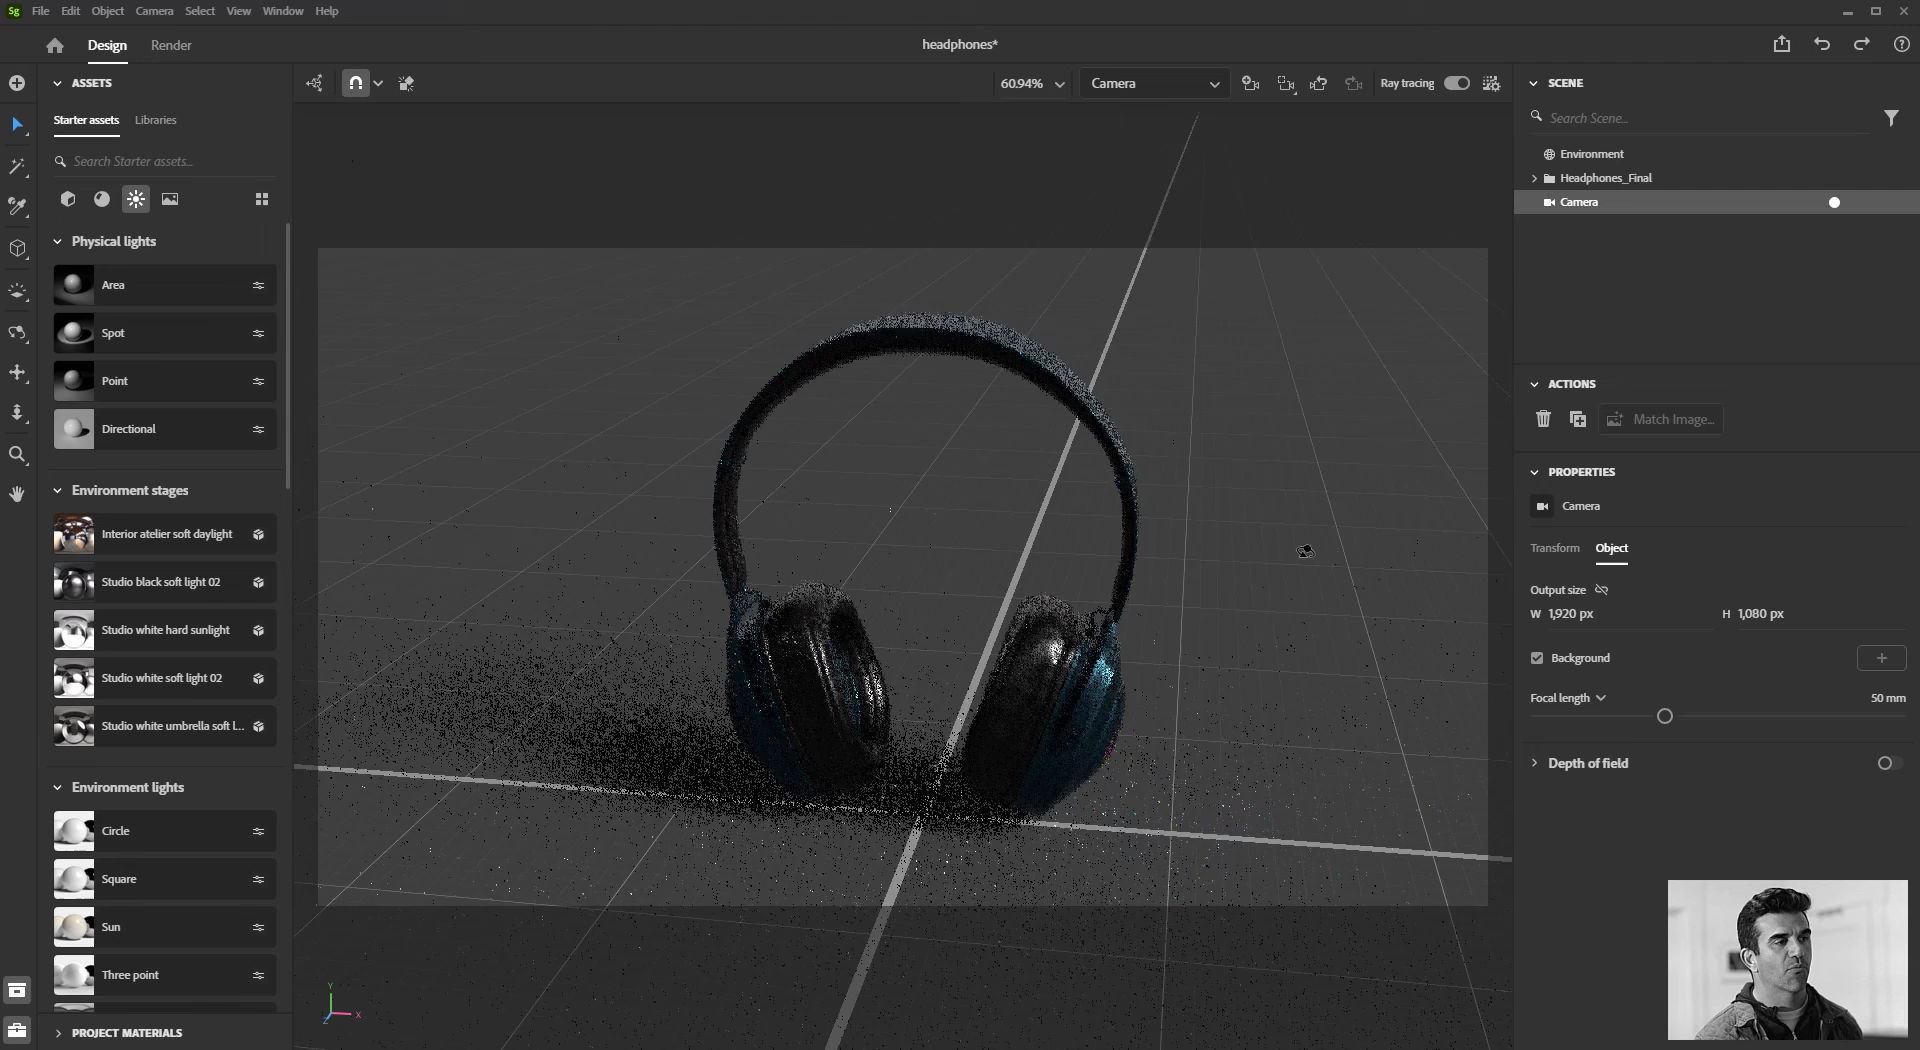 Sg File Edit Object Camera Select View Window Help
Design Render headphones*
ASSETS
Starter assets Libraries
Search Starter assets...
Physical lights
Area
Spot
Point
Directional
Environment stages
Interior atelier soft daylight
Studio black soft light 02
Studio white hard sunlight
Studio white soft light 02
Studio white umbrella soft l...
Environment lights
Circle
Square
Sun
Three point
PROJECT MATERIALS
60.94% Camera Ray tracing
Y
Z X
SCENE
Search Scene...
Environment
Headphones_Final
Camera
ACTIONS
Match Image...
PROPERTIES
Camera
Transform Object
Output size
W 1,920 px H 1,080 px
Background
Focal length 50 mm
Depth of field